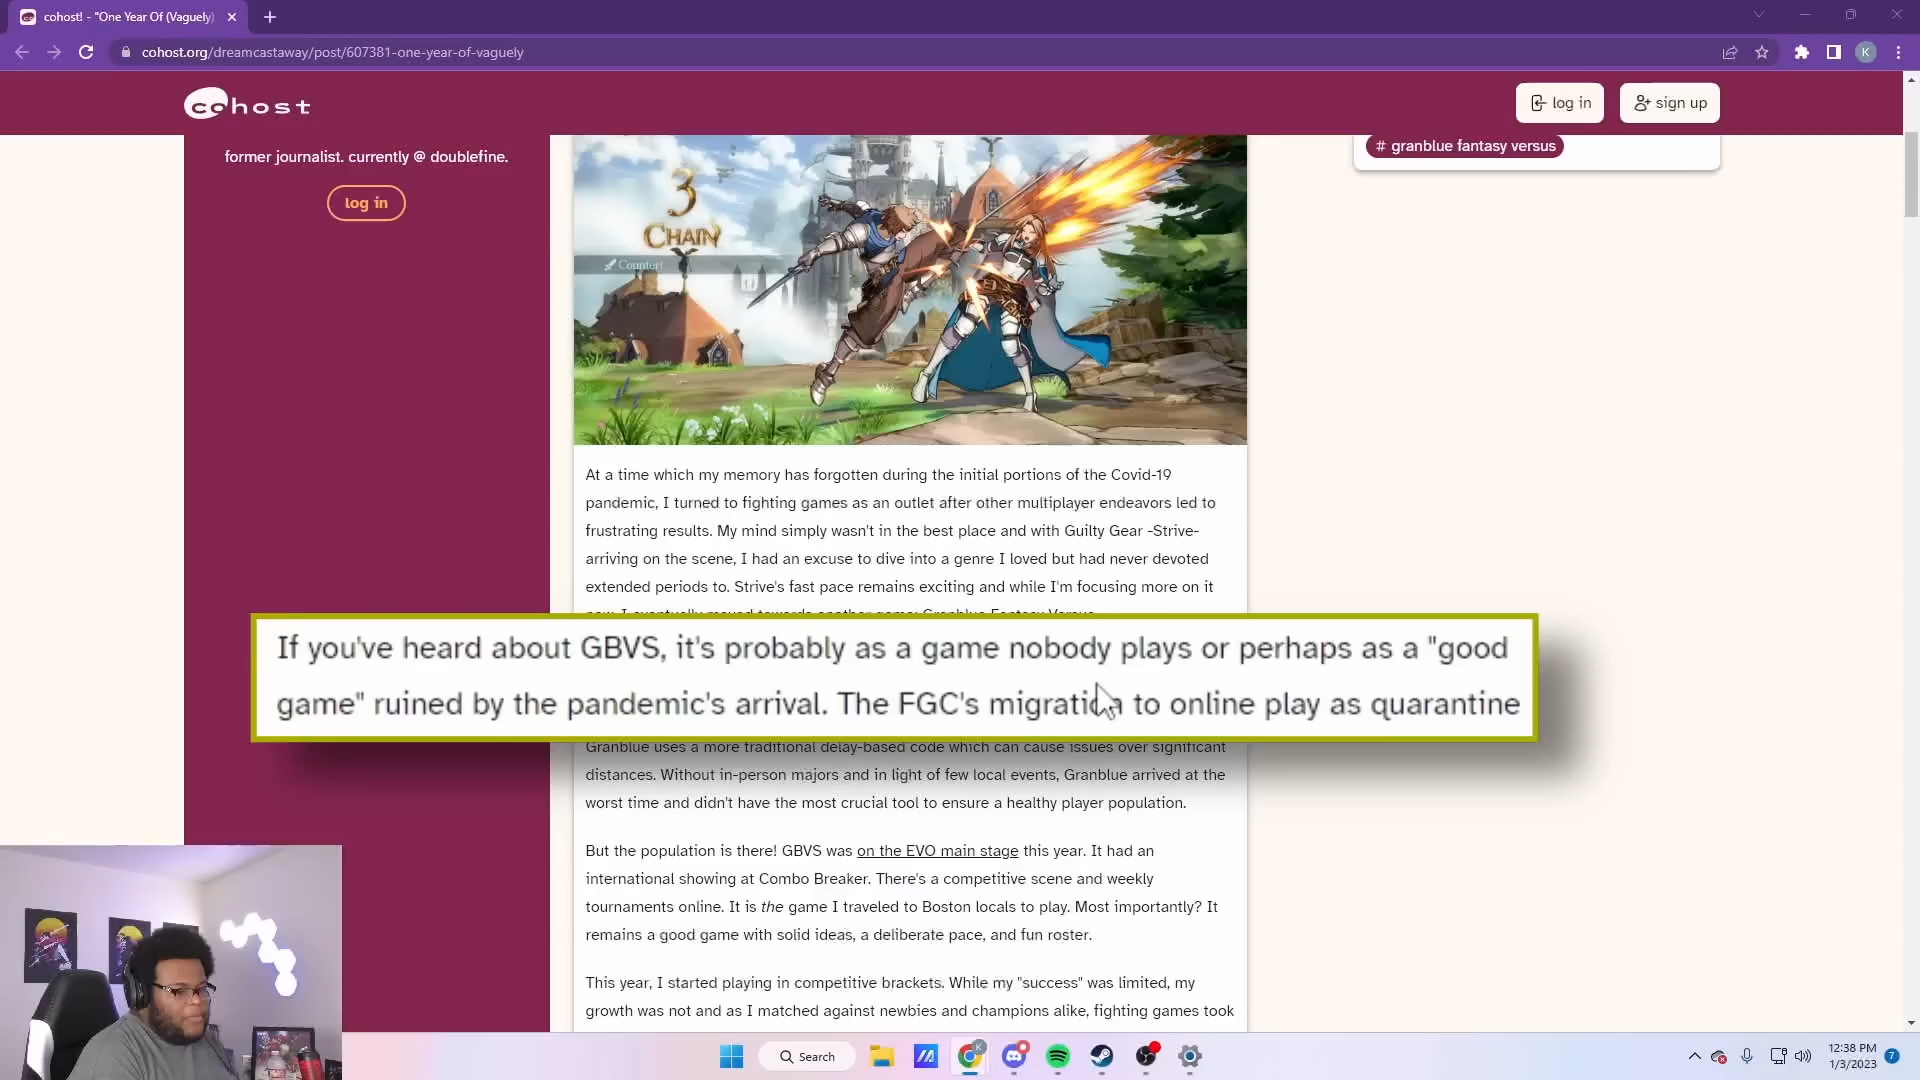 cohost! - "One Year Of (Vaguely)
cohost.org/dreamcastaway/post/607381-one-year-of-vaguely
K
cohost
log in
sign up
former journalist. currently @ doublefine.
log in
# granblue fantasy versus
3
CHAIN
Counter!
At a time which my memory has forgotten during the initial portions of the Covid-19
pandemic, I turned to fighting games as an outlet after other multiplayer endeavors led to
frustrating results. My mind simply wasn't in the best place and with Guilty Gear -Strive-
arriving on the scene, I had an excuse to dive into a genre I loved but had never devoted
extended periods to. Strive's fast pace remains exciting and while I'm focusing more on it
now, I eventually moved towards another game: Granblue Fantasy Versus.
If you've heard about GBVS, it's probably as a game nobody plays or perhaps as a "good
game" ruined by the pandemic's arrival. The FGC's migration to online play as quarantine
Granblue uses a more traditional delay-based code which can cause issues over significant
distances. Without in-person majors and in light of few local events, Granblue arrived at the
worst time and didn't have the most crucial tool to ensure a healthy player population.
But the population is there! GBVS was on the EVO main stage this year. It had an
international showing at Combo Breaker. There's a competitive scene and weekly
tournaments online. It is the game I traveled to Boston locals to play. Most importantly? It
remains a good game with solid ideas, a deliberate pace, and fun roster.
This year, I started playing in competitive brackets. While my "success" was limited, my
growth was not and as I matched against newbies and champions alike, fighting games took
Search
12:38 PM
1/3/2023
7